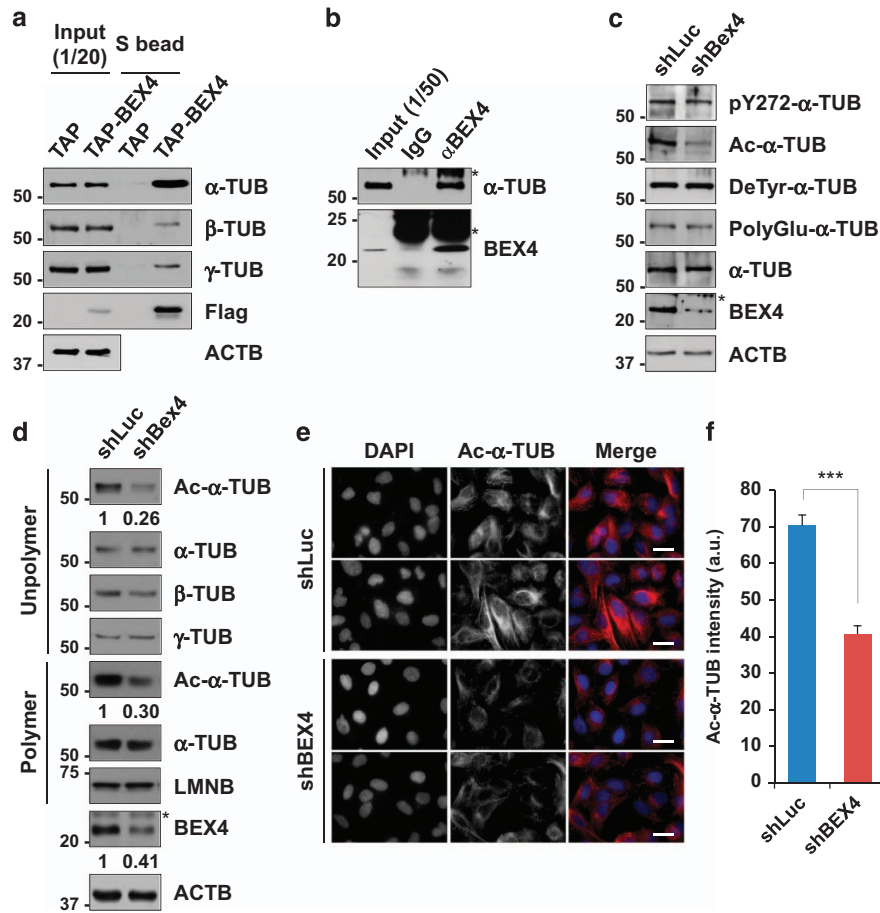 a
Input
(1/20)
S bead
TAP
TAP-BEX4
TAP
TAP-BEX4
50
α-TUB
50
β-TUB
50
γ-TUB
20
Flag
37
ACTB
b
Input (1/50)
IgG
αBEX4
*
50
α-TUB
25
*
20
BEX4
c
shLuc
shBex4
50
pY272-α-TUB
50
Ac-α-TUB
50
DeTyr-α-TUB
50
PolyGlu-α-TUB
50
α-TUB
*
20
BEX4
37
ACTB
d
shLuc
shBex4
Unpolymer
50
Ac-α-TUB
1 0.26
50
α-TUB
50
β-TUB
50
γ-TUB
Polymer
50
Ac-α-TUB
1 0.30
50
α-TUB
75
LMNB
*
20
BEX4
1 0.41
37
ACTB
e
DAPI Ac-α-TUB Merge
shLuc
shBEX4
f
***
Ac-α-TUB intensity (a.u.)
80
70
60
50
40
30
20
10
0
shLuc
shBEX4